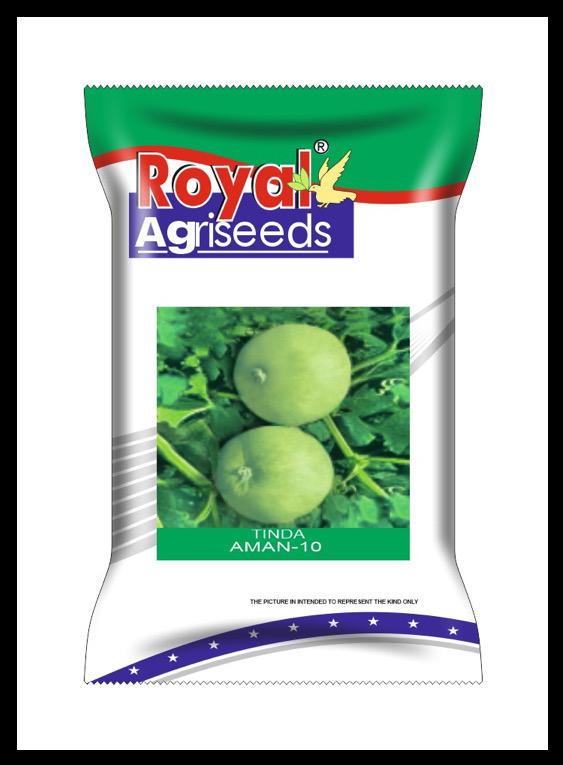 Royal®
Agriseeds
TINDA
AMAN-10
THE PICTURE IN INTENDED TO REPRESENT THE KIND ONLY